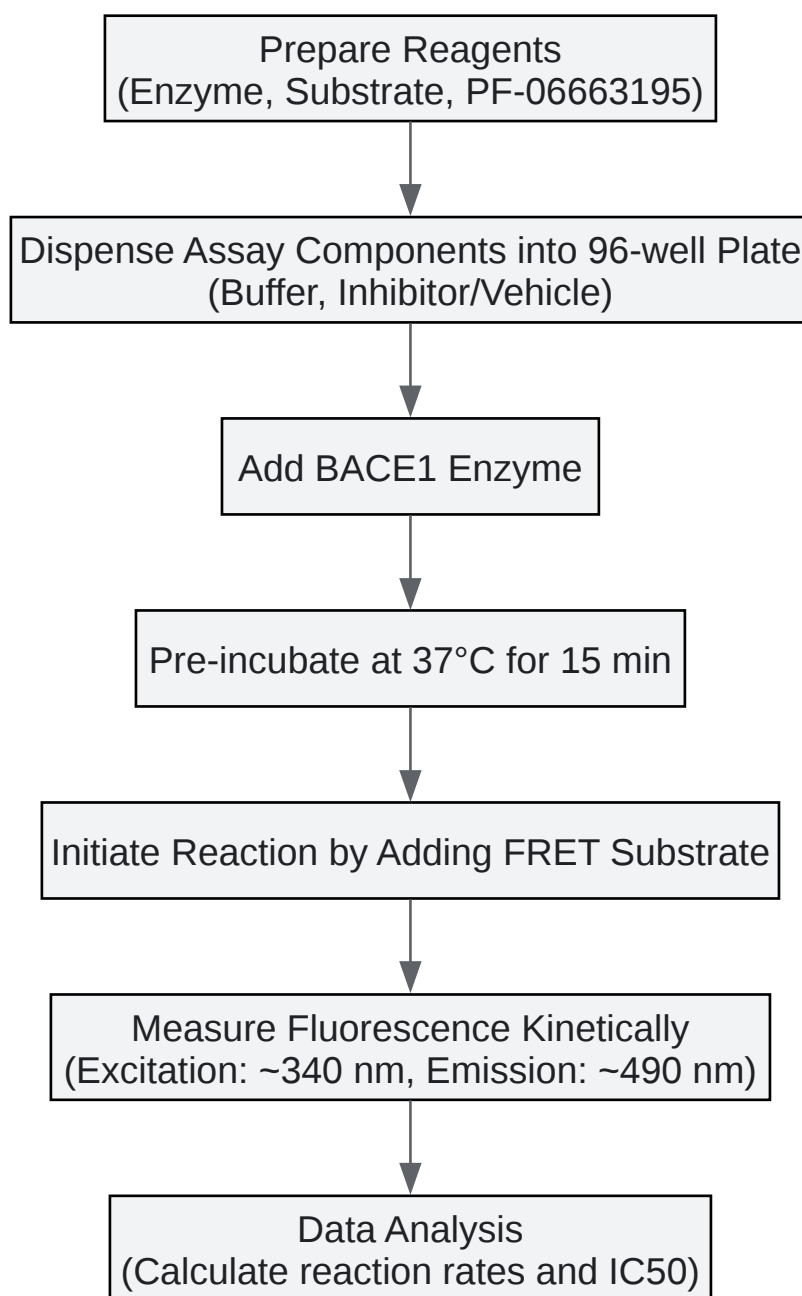 Prepare Reagents
(Enzyme, Substrate, PF-06663195)
Dispense Assay Components into 96-well Plate
(Buffer, Inhibitor/Vehicle)
Add BACE1 Enzyme
Pre-incubate at 37°C for 15 min
Initiate Reaction by Adding FRET Substrate
Measure Fluorescence Kinetically
(Excitation: ~340 nm, Emission: ~490 nm)
Data Analysis
(Calculate reaction rates and IC50)